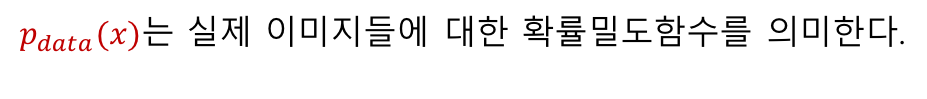 p_data(x)는 실제 이미지들에 대한 확률밀도함수를 의미한다.